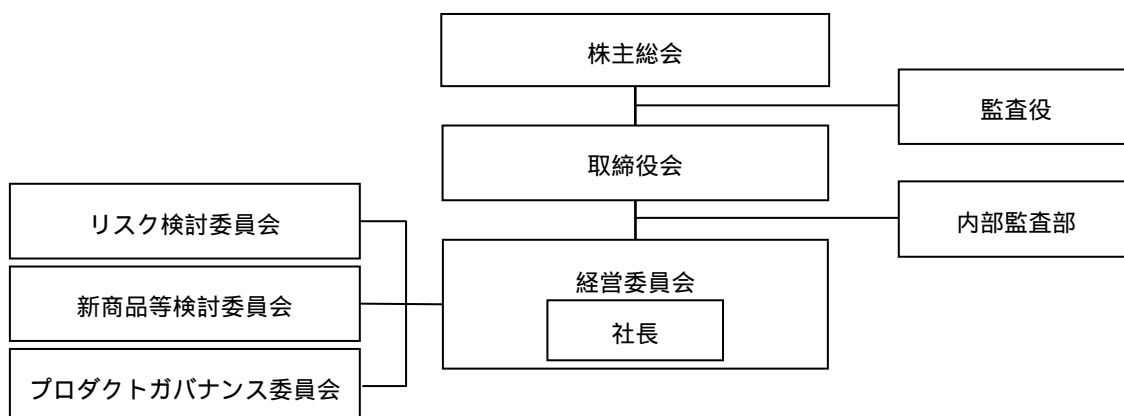 株主総会
監査役
取締役会
内部監査部
リスク検討委員会
新商品等検討委員会
プロダクトガバナンス委員会
経営委員会
社長